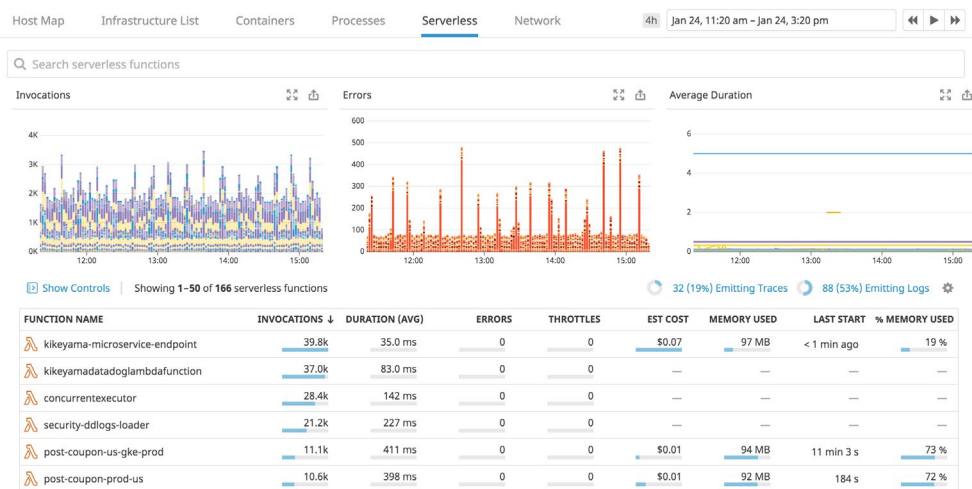 Host Map Infrastructure List Containers Processes Serverless Network 4h Jan 24, 11:20 am – Jan 24, 3:20 pm
Search serverless functions
Invocations Errors Average Duration
4K
3K
2K
1K
0K
12:00 13:00 14:00 15:00
600
500
400
300
200
100
0
12:00 13:00 14:00 15:00
6
4
2
0
12:00 13:00 14:00 15:00
Show Controls Showing 1–50 of 166 serverless functions 32 (19%) Emitting Traces 88 (53%) Emitting Logs
FUNCTION NAME INVOCATIONS ↓ DURATION (AVG) ERRORS THROTTLES EST COST MEMORY USED LAST START % MEMORY USED
kikeyama-microservice-endpoint 39.8k 35.0 ms 0 0 $0.07 97 MB < 1 min ago 19 %
kikeyamadatadoglambdafunction 37.0k 83.0 ms 0 0 — — — —
concurrentexecutor 28.4k 142 ms 0 0 — — — —
security-ddlogs-loader 21.2k 227 ms 0 0 — — — —
post-coupon-us-gke-prod 11.1k 411 ms 0 0 $0.01 94 MB 11 min 3 s 73 %
post-coupon-prod-us 10.6k 398 ms 0 0 $0.01 92 MB 184 s 72 %